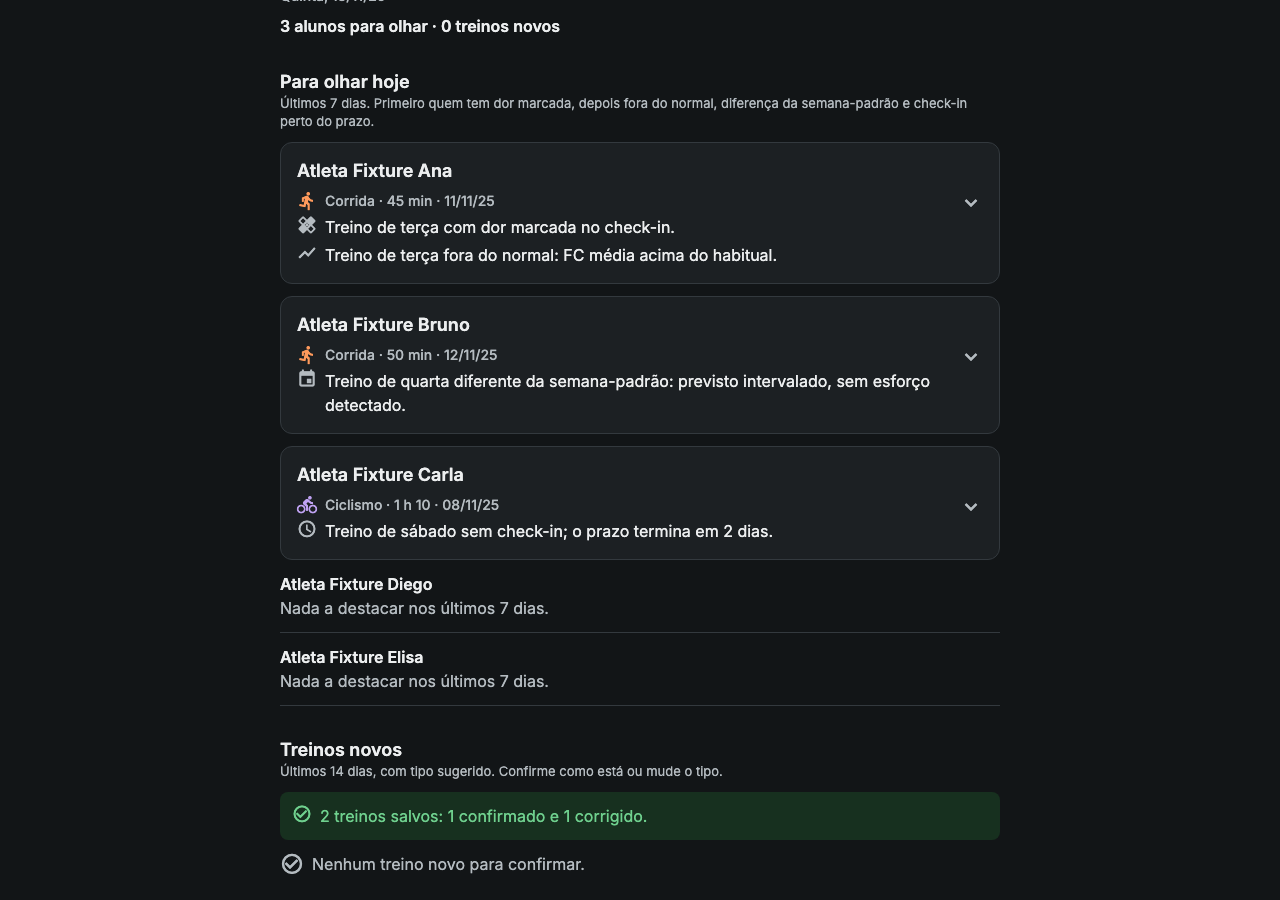 3 alunos para olhar · 0 treinos novos
Para olhar hoje
Últimos 7 dias. Primeiro quem tem dor marcada, depois fora do normal, diferença da semana-padrão e check-in
perto do prazo.
Atleta Fixture Ana
Corrida · 45 min · 11/11/25
Treino de terça com dor marcada no check-in.
Treino de terça fora do normal: FC média acima do habitual.
Atleta Fixture Bruno
Corrida · 50 min · 12/11/25
Treino de quarta diferente da semana-padrão: previsto intervalado, sem esforço
detectado.
Atleta Fixture Carla
Ciclismo · 1 h 10 · 08/11/25
Treino de sábado sem check-in; o prazo termina em 2 dias.
Atleta Fixture Diego
Nada a destacar nos últimos 7 dias.
Atleta Fixture Elisa
Nada a destacar nos últimos 7 dias.
Treinos novos
Últimos 14 dias, com tipo sugerido. Confirme como está ou mude o tipo.
2 treinos salvos: 1 confirmado e 1 corrigido.
Nenhum treino novo para confirmar.